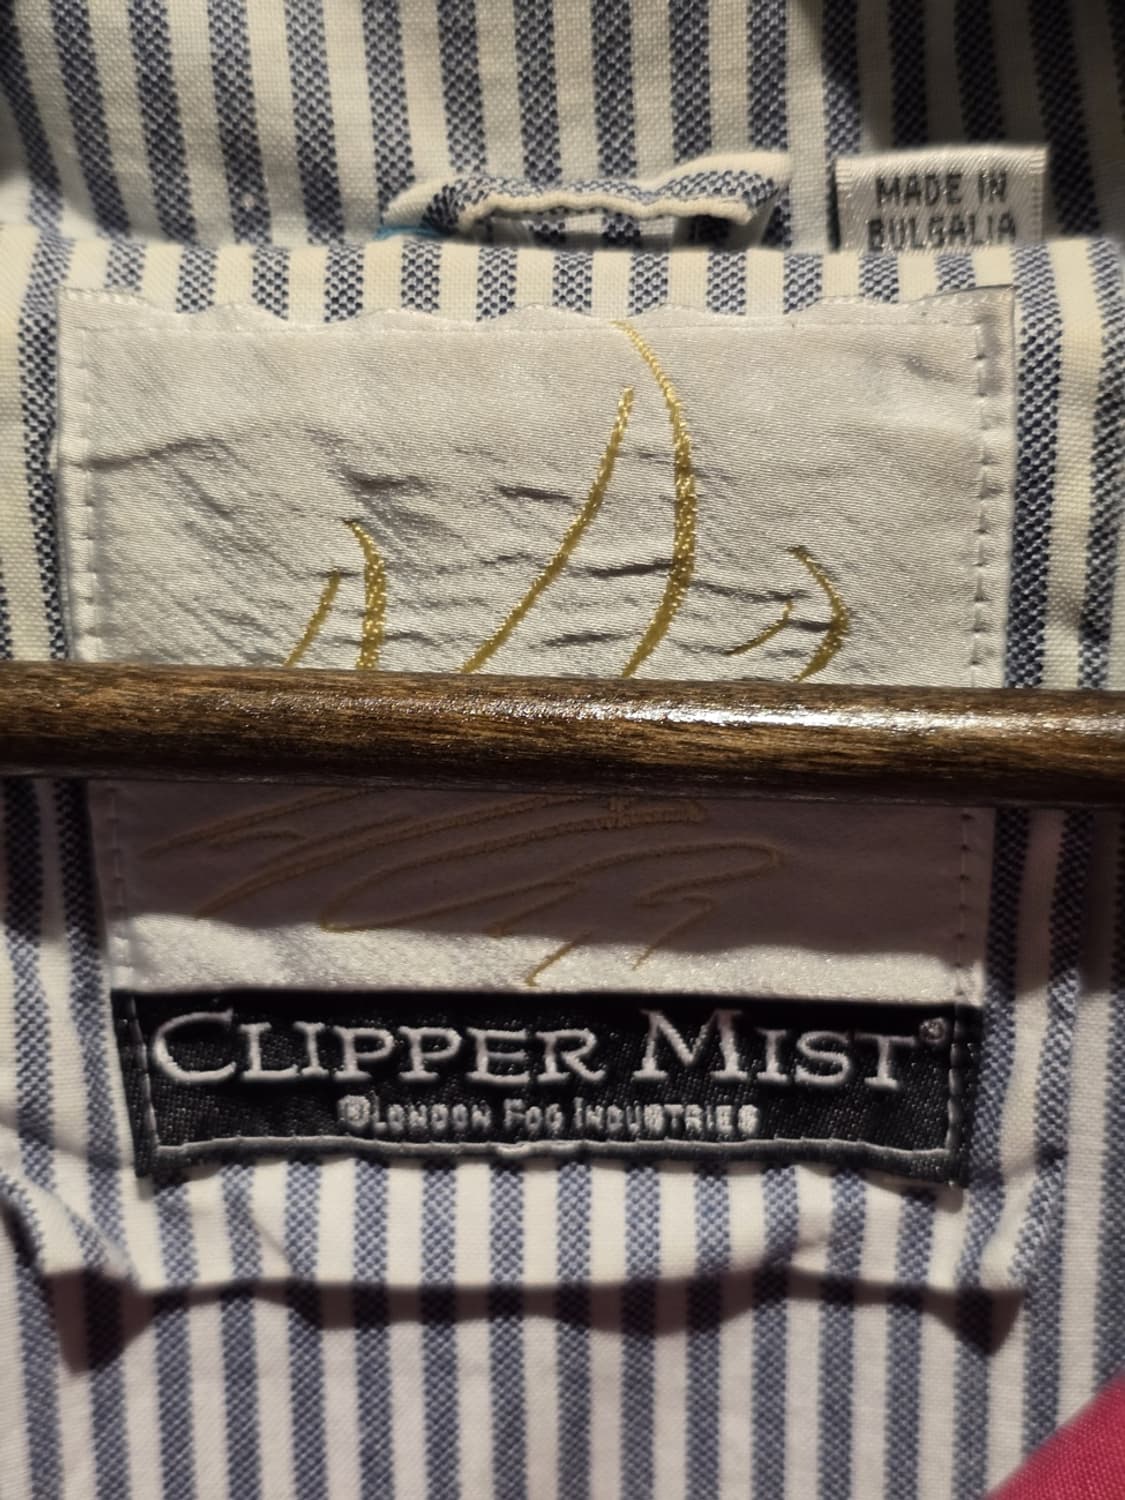 MADE IN
BULGALIA
CLIPPER MIST®
®LONDON FOG INDUSTRIES